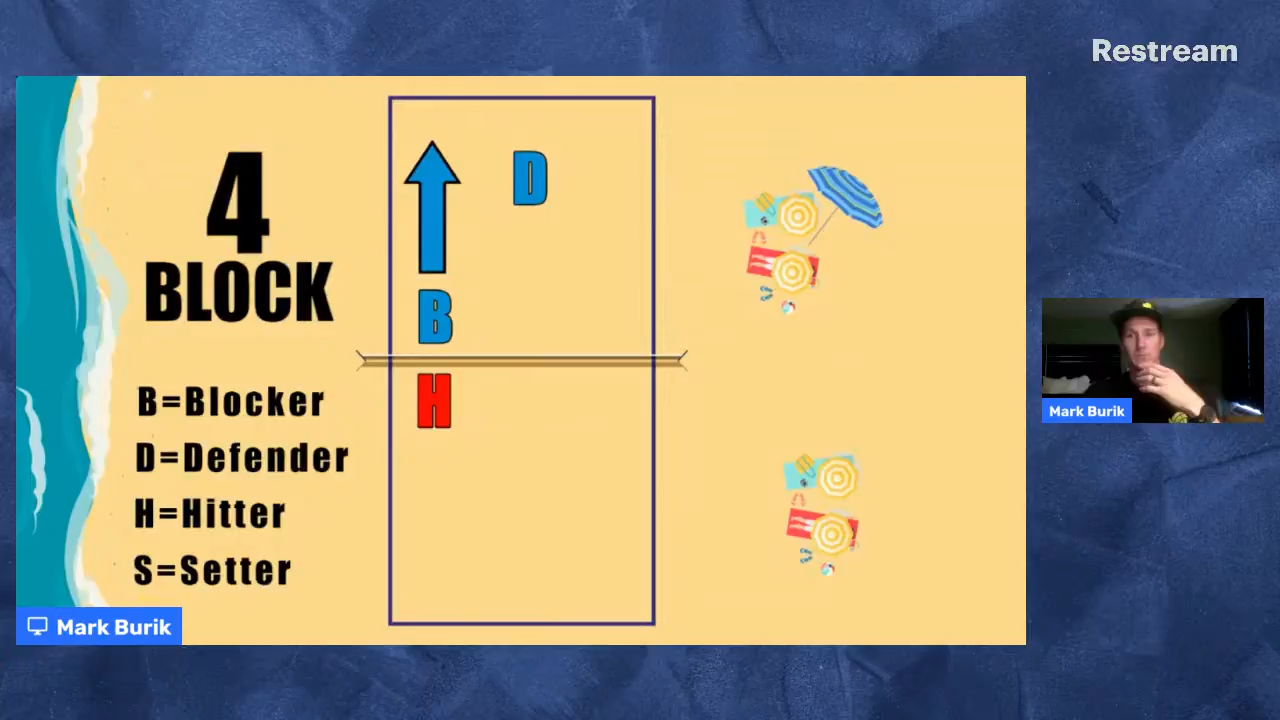 Restream
4
BLOCK
B=Blocker
D=Defender
H=Hitter
S=Setter
D
B
H
Mark Burik
Mark Burik